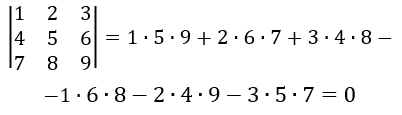 |1 2 3|
|4 5 6| = 1 · 5 · 9 + 2 · 6 · 7 + 3 · 4 · 8 −
|7 8 9|
−1 · 6 · 8 − 2 · 4 · 9 − 3 · 5 · 7 = 0